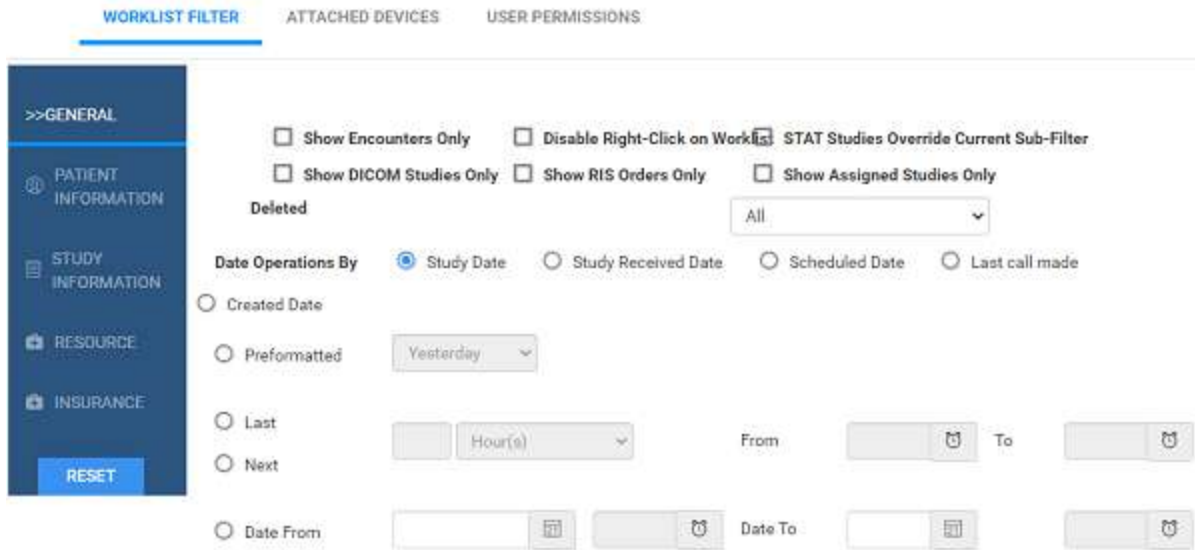 WORKLIST FILTER ATTACHED DEVICES USER PERMISSIONS
>>GENERAL
Show Encounters Only Disable Right-Click on Worklist STAT Studies Override Current Sub-Filter
PATIENT
INFORMATION
Show DICOM Studies Only Show RIS Orders Only Show Assigned Studies Only
Deleted All
STUDY
INFORMATION
Date Operations By Study Date Study Received Date Scheduled Date Last call made
Created Date
RESOURCE
Preformatted Yesterday
INSURANCE
Last
Hour(s) From To
Next
RESET
Date From Date To